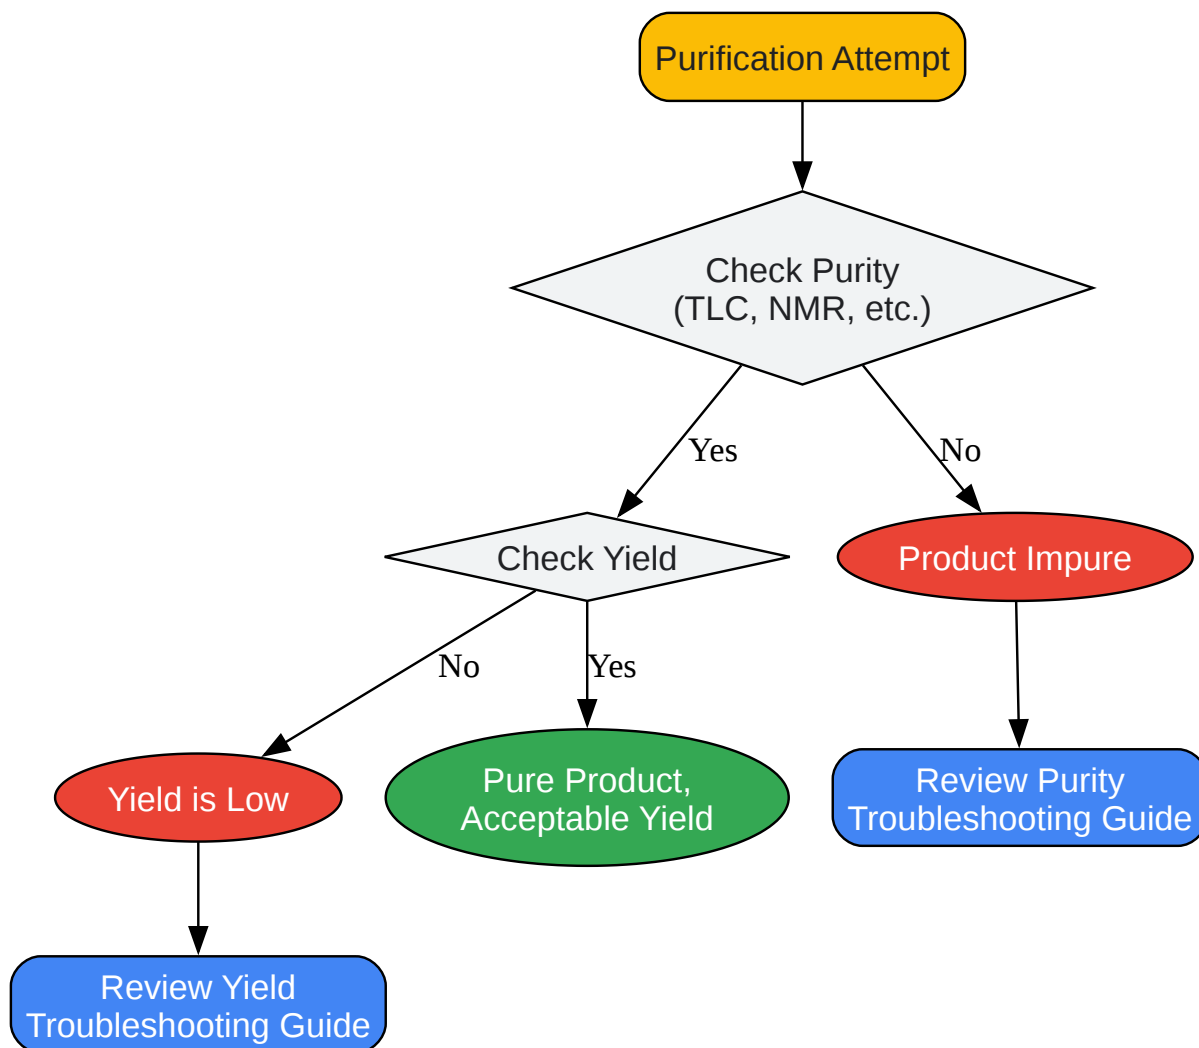 Purification Attempt
Check Purity
(TLC, NMR, etc.)
Yes
No
Check Yield
Product Impure
No
Yes
Yield is Low
Pure Product,
Acceptable Yield
Review Purity
Troubleshooting Guide
Review Yield
Troubleshooting Guide